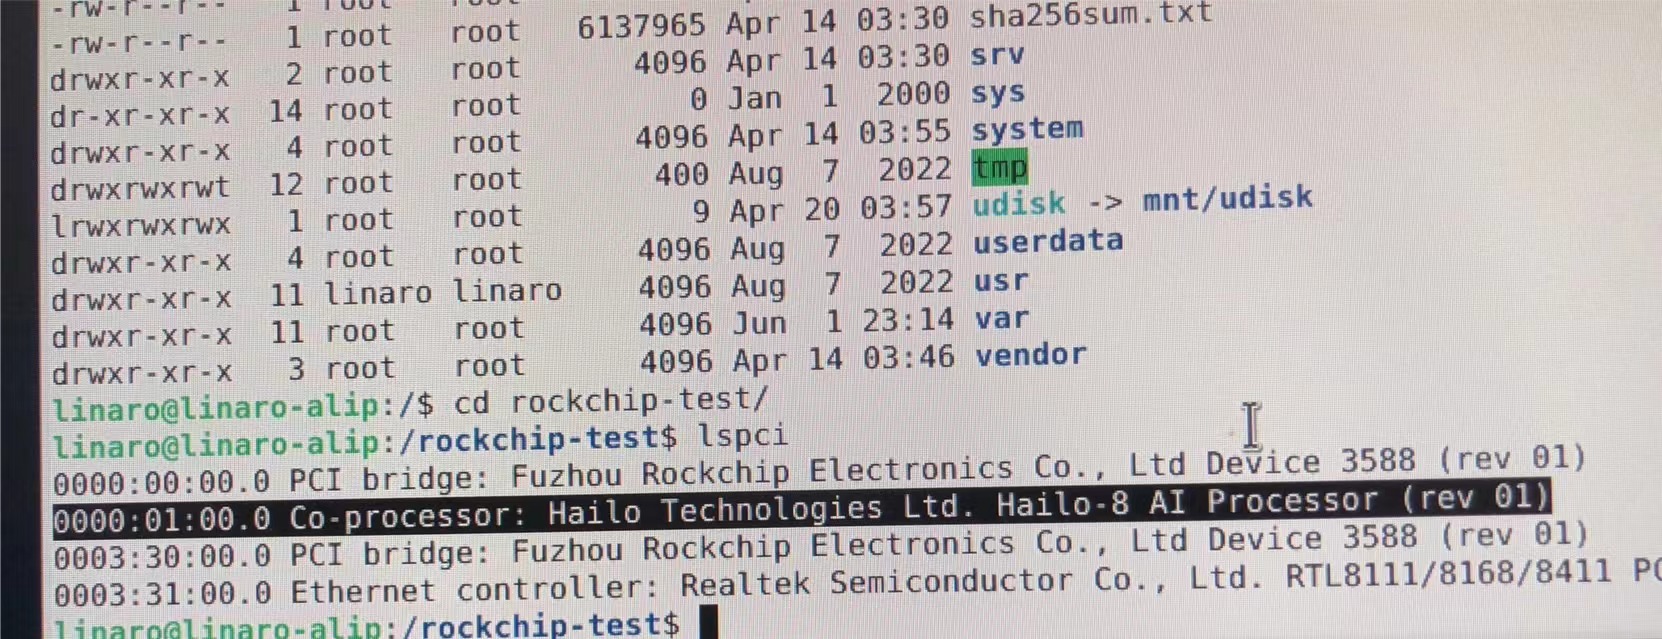 -rw-r--r-- 1 root root
-rw-r--r-- 1 root root 6137965 Apr 14 03:30 sha256sum.txt
drwxr-xr-x 2 root root 4096 Apr 14 03:30 srv
dr-xr-xr-x 14 root root 0 Jan 1 2000 sys
drwxr-xr-x 4 root root 4096 Apr 14 03:55 system
drwxrwxrwt 12 root root 400 Aug 7 2022 tmp
lrwxrwxrwx 1 root root 9 Apr 20 03:57 udisk -> mnt/udisk
drwxr-xr-x 4 root root 4096 Aug 7 2022 userdata
drwxr-xr-x 11 linaro linaro 4096 Aug 7 2022 usr
drwxr-xr-x 11 root root 4096 Jun 1 23:14 var
drwxr-xr-x 3 root root 4096 Apr 14 03:46 vendor
linaro@linaro-alip:/$ cd rockchip-test/
linaro@linaro-alip:/rockchip-test$ lspci
0000:00:00.0 PCI bridge: Fuzhou Rockchip Electronics Co., Ltd Device 3588 (rev 01)
0000:01:00.0 Co-processor: Hailo Technologies Ltd. Hailo-8 AI Processor (rev 01)
0003:30:00.0 PCI bridge: Fuzhou Rockchip Electronics Co., Ltd Device 3588 (rev 01)
0003:31:00.0 Ethernet controller: Realtek Semiconductor Co., Ltd. RTL8111/8168/8411 PC
linaro@linaro-alip:/rockchip-test$